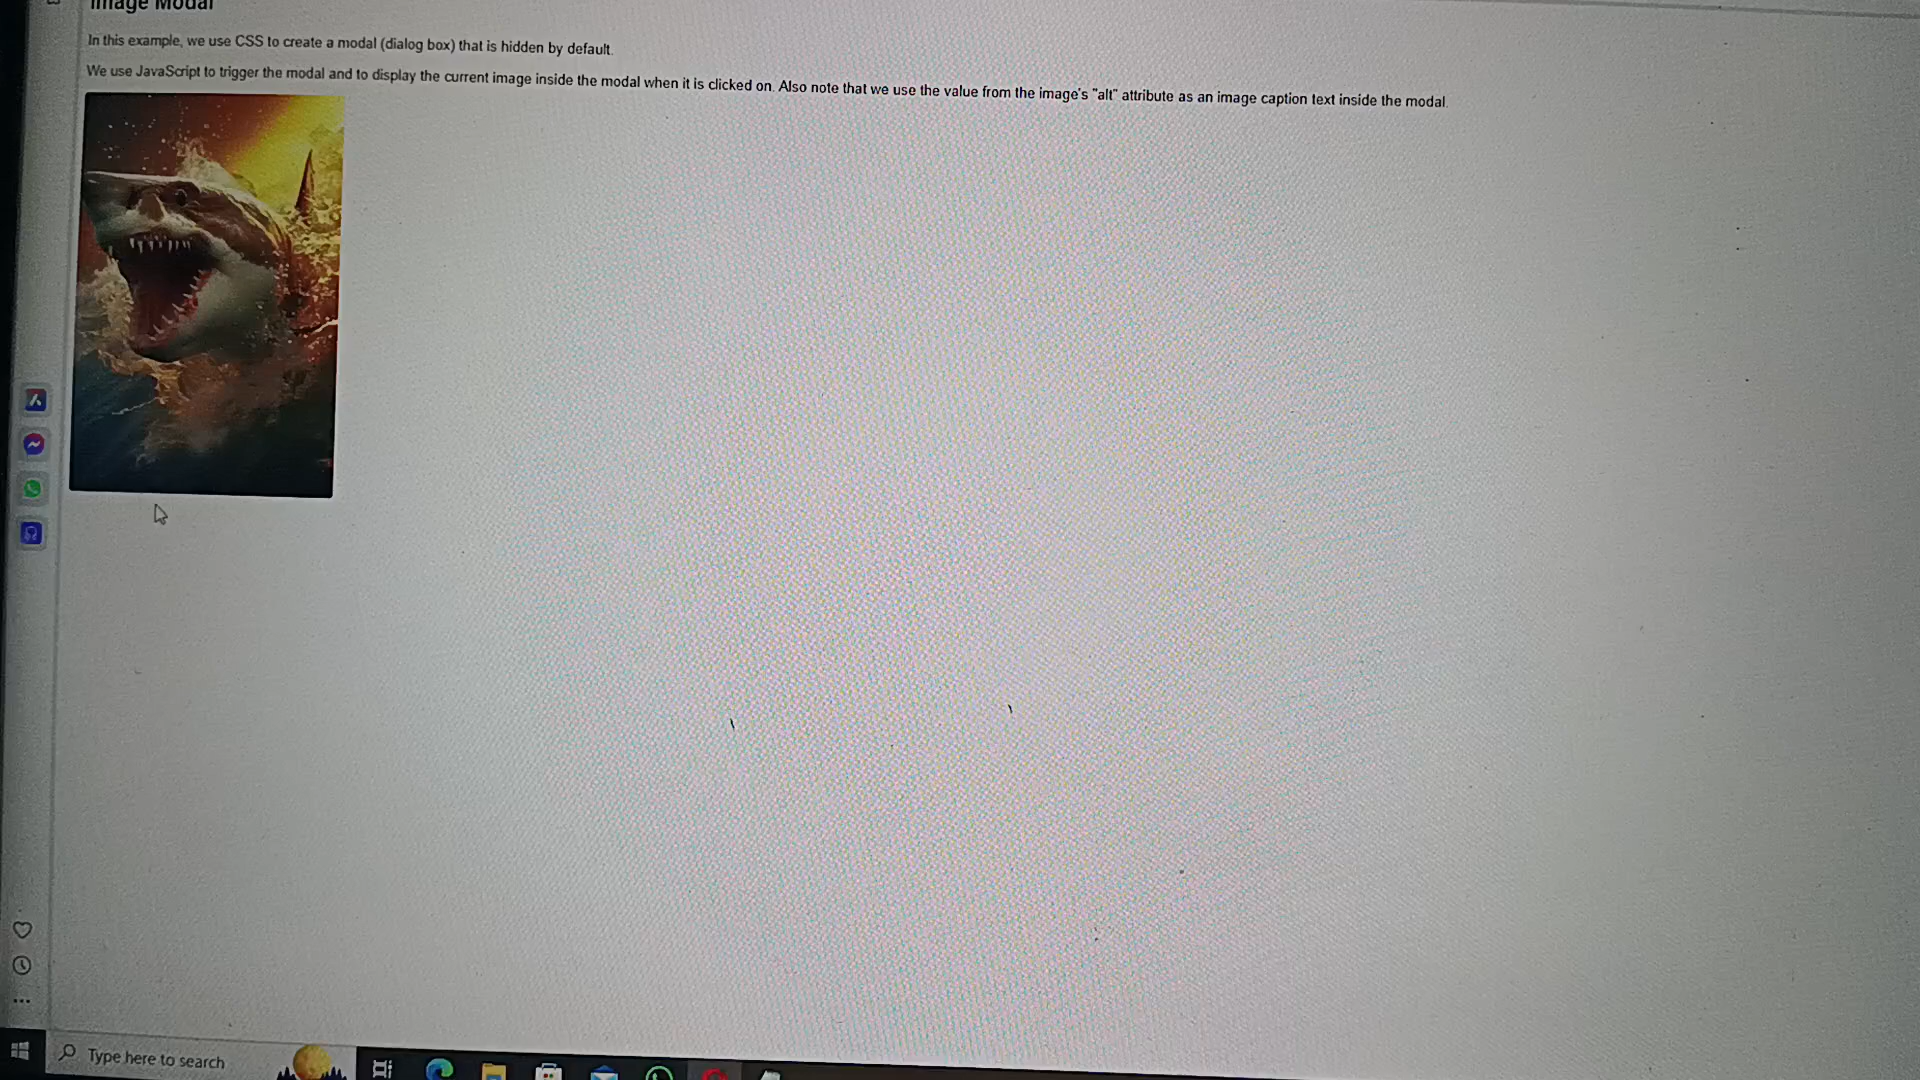 Image Modal
In this example, we use CSS to create a modal (dialog box) that is hidden by default.
We use JavaScript to trigger the modal and to display the current image inside the modal when it is clicked on. Also note that we use the value from the image's "alt" attribute as an image caption text inside the modal.
Type here to search